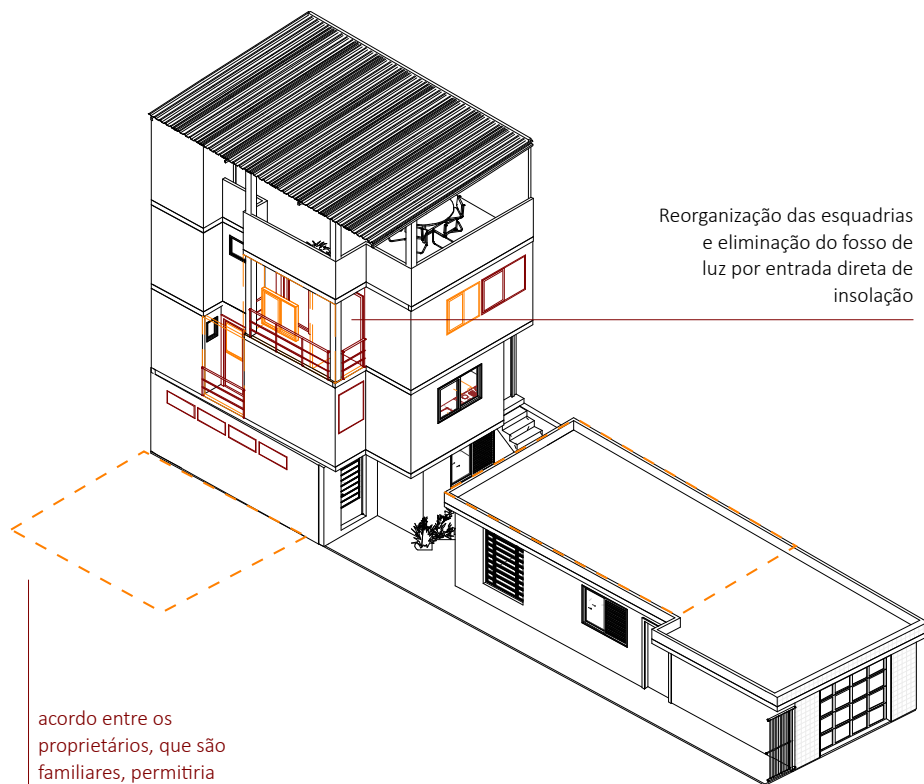 Reorganização das esquadrias
e eliminação do fosso de
luz por entrada direta de
insolação
acordo entre os
proprietários, que são
familiares, permitiria